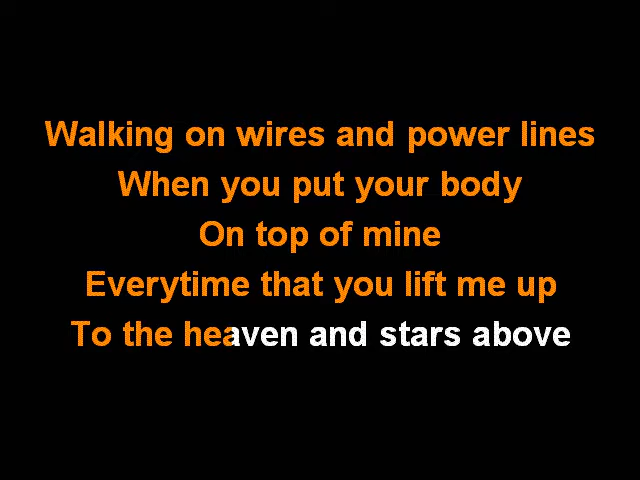 Walking on wires and power lines
When you put your body
On top of mine
Everytime that you lift me up
To the heaven and stars above